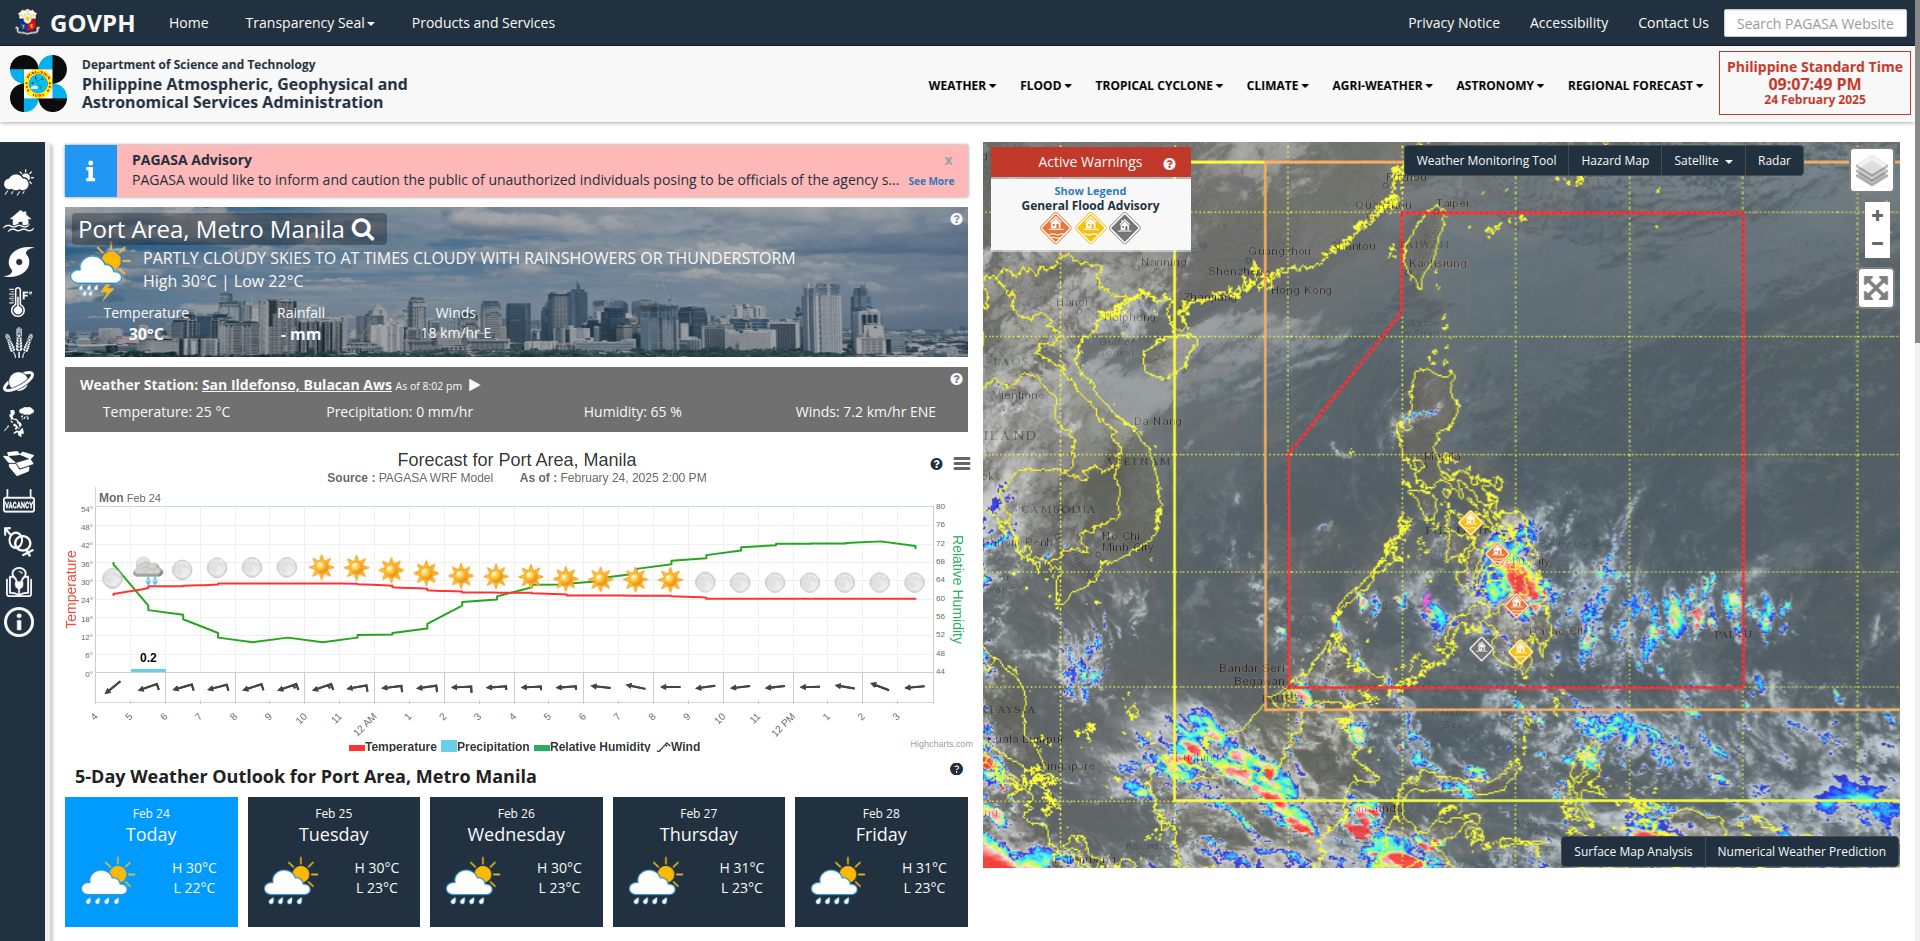 GOVPH
Home
Transparency Seal
Products and Services
Privacy Notice
Accessibility
Contact Us
Search PAGASA Website
Department of Science and Technology
Philippine Atmospheric, Geophysical and
Astronomical Services Administration
WEATHER
FLOOD
TROPICAL CYCLONE
CLIMATE
AGRI-WEATHER
ASTRONOMY
REGIONAL FORECAST
Philippine Standard Time
09:07:49 PM
24 February 2025
VACANCY
PAGASA Advisory
x
PAGASA would like to inform and caution the public of unauthorized individuals posing to be officials of the agency s... See More
Port Area, Metro Manila
PARTLY CLOUDY SKIES TO AT TIMES CLOUDY WITH RAINSHOWERS OR THUNDERSTORM
High 30°C | Low 22°C
Temperature
Rainfall
Winds
30°C
- mm
18 km/hr E
Weather Station: San Ildefonso, Bulacan Aws As of 8:02 pm
Temperature: 25 °C
Precipitation: 0 mm/hr
Humidity: 65 %
Winds: 7.2 km/hr ENE
Forecast for Port Area, Manila
Source : PAGASA WRF Model As of : February 24, 2025 2:00 PM
Mon Feb 24
Temperature
54°
48°
42°
36°
30°
24°
18°
12°
6°
0°
80
76
72
68
64
60
56
52
48
44
Relative Humidity
0.2
4 5 6 7 8 9 10 11 12 AM 1 2 3 4 5 6 7 8 9 10 11 12 PM 1 2 3
Temperature Precipitation Relative Humidity Wind
Highcharts.com
5-Day Weather Outlook for Port Area, Metro Manila
Feb 24
Today
H 30°C
L 22°C
Feb 25
Tuesday
H 30°C
L 23°C
Feb 26
Wednesday
H 30°C
L 23°C
Feb 27
Thursday
H 31°C
L 23°C
Feb 28
Friday
H 31°C
L 23°C
Active Warnings
Show Legend
General Flood Advisory
Weather Monitoring Tool
Hazard Map
Satellite
Radar
+
−
Taipei
TAIWAN
Kaohsiung
Guangzhou
Shantou
Shenzhen
Hong Kong
Nanning
Zhanjiang
Hanoi
Haiphong
LAOS
Vientiane
Da Nang
VIETNAM
CAMBODIA
Ho Chi
Minh City
Manila
Davao City
PALAU
Bandar Seri
Begawan
Kuala Lumpur
Singapore
Kuching
Samarinda
Surface Map Analysis
Numerical Weather Prediction